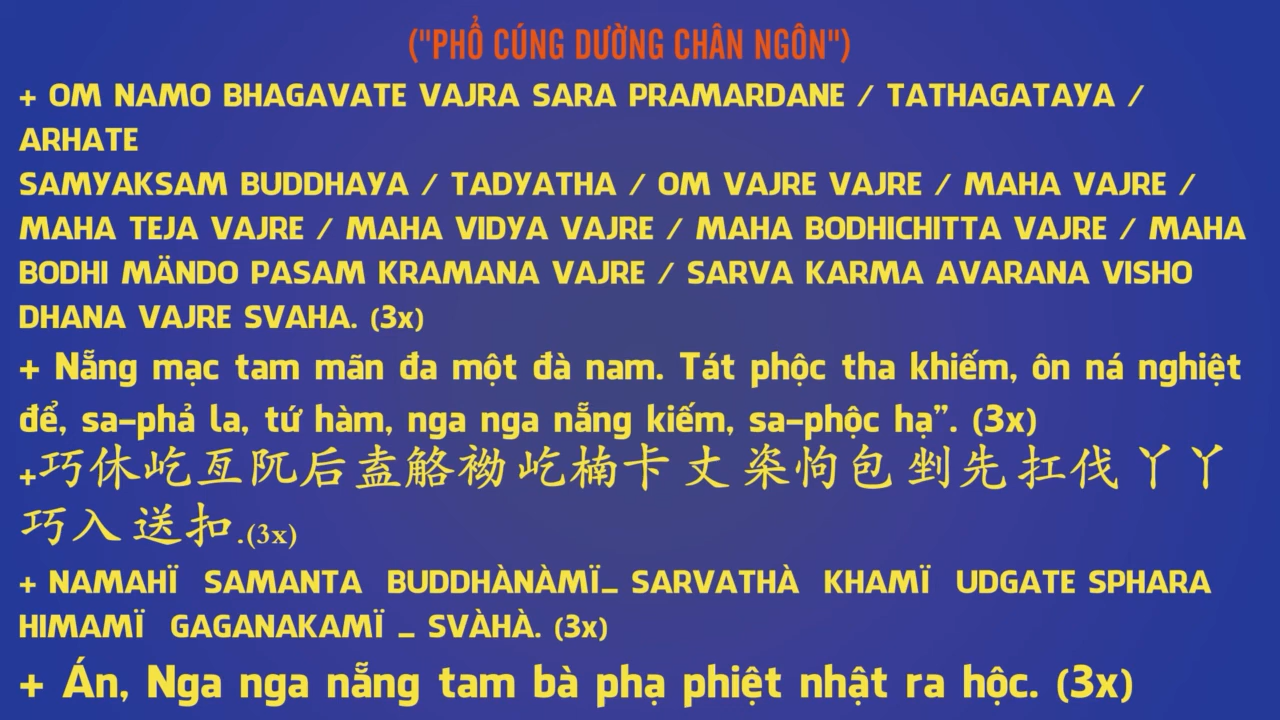 ("PHỔ CÚNG DƯỜNG CHÂN NGÔN")
+ OM NAMO BHAGAVATE VAJRA SARA PRAMARDANE / TATHAGATAYA /
ARHATE
SAMYAKSAM BUDDHAYA / TADYATHA / OM VAJRE VAJRE / MAHA VAJRE /
MAHA TEJA VAJRE / MAHA VIDYA VAJRE / MAHA BODHICHITTA VAJRE / MAHA
BODHI MÄNDO PASAM KRAMANA VAJRE / SARVA KARMA AVARANA VISHO
DHANA VAJRE SVAHA. (3x)
+ Nẵng mạc tam mãn đa một đà nam. Tát phộc tha khiếm, ôn ná nghiệt
để, sa-phả la, tứ hàm, nga nga nẵng kiếm, sa-phộc hạ”. (3x)
+巧休屹亙阢后盍觡袎屹楠卡丈桼怐包剉先扛伐丫丫
巧入送扣.(3x)
+ NAMAHÏ SAMANTA BUDDHÀNÀMÏ_ SARVATHÀ KHAMÏ UDGATE SPHARA
HIMAMÏ GAGANAKAMÏ _ SVÀHÀ. (3x)
+ Án, Nga nga nẵng tam bà phạ phiệt nhật ra hộc. (3x)